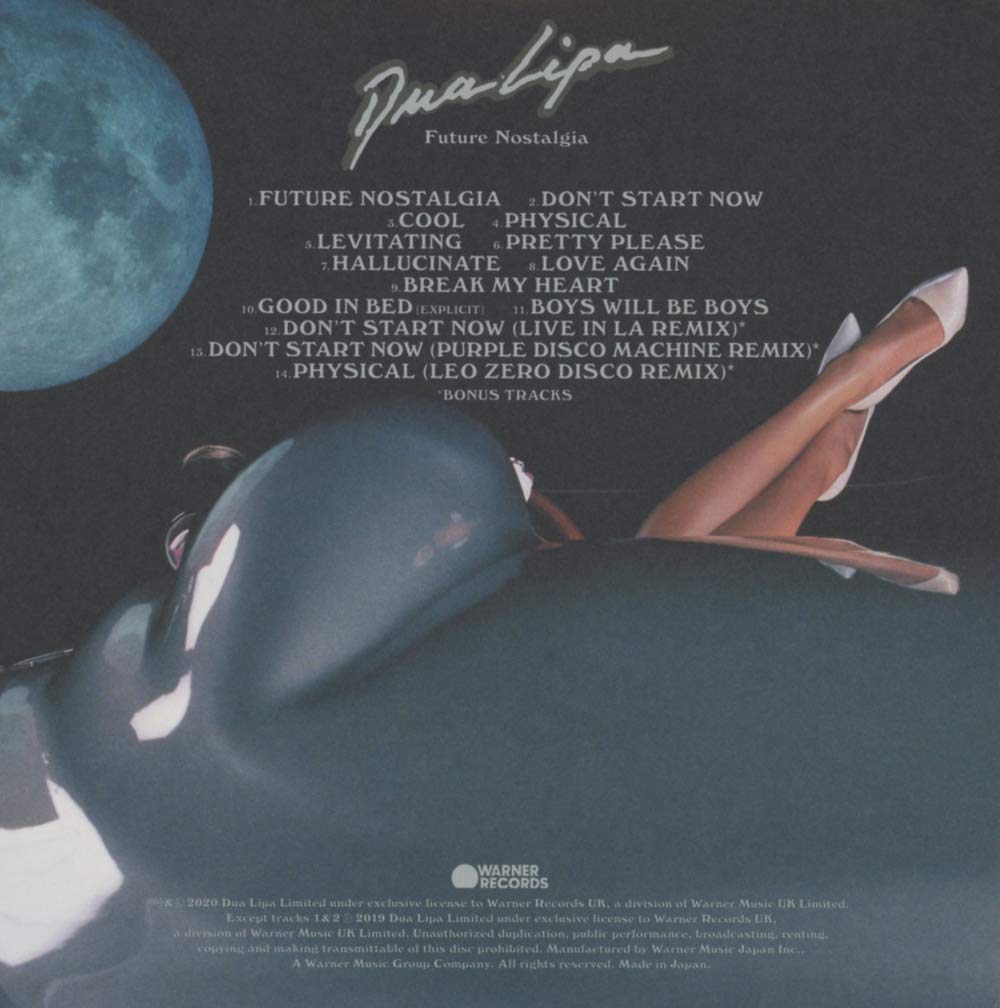 Dua Lipa
Future Nostalgia
1.FUTURE NOSTALGIA 2.DON'T START NOW
3.COOL 4.PHYSICAL
5.LEVITATING 6.PRETTY PLEASE
7.HALLUCINATE 8.LOVE AGAIN
9.BREAK MY HEART
10.GOOD IN BED [EXPLICIT] 11.BOYS WILL BE BOYS
12.DON'T START NOW (LIVE IN LA REMIX)*
13.DON'T START NOW (PURPLE DISCO MACHINE REMIX)*
14.PHYSICAL (LEO ZERO DISCO REMIX)*
*BONUS TRACKS
WARNER
RECORDS
℗ & © 2020 Dua Lipa Limited under exclusive license to Warner Records UK, a division of Warner Music UK Limited.
Except tracks 1 & 2 ℗ 2019 Dua Lipa Limited under exclusive license to Warner Records UK,
a division of Warner Music UK Limited. Unauthorized duplication, public performance, broadcasting, renting,
copying and making transmittable of this disc prohibited. Manufactured by Warner Music Japan Inc..
A Warner Music Group Company. All rights reserved. Made in Japan.